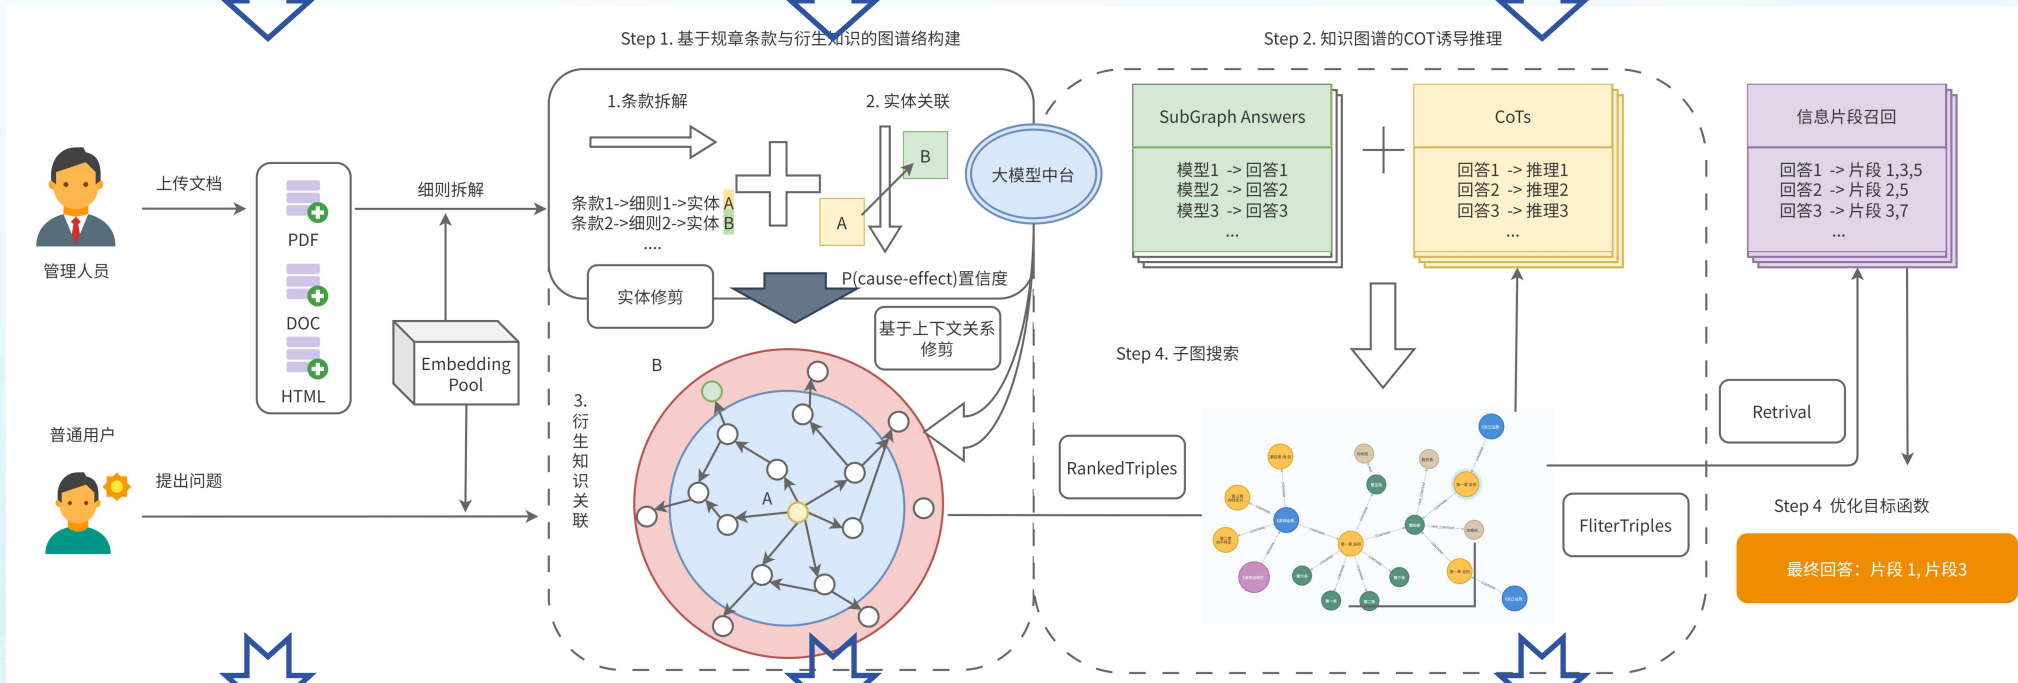 Step 1. 基于规章条款与衍生知识的图谱络构建
Step 2. 知识图谱的COT诱导推理
管理人员
上传文档
PDF
DOC
HTML
细则拆解
Embedding
Pool
普通用户
提出问题
1.条款拆解
2. 实体关联
条款1->细则1->实体 A
条款2->细则2->实体 B
....
A
B
大模型中台
实体修剪
P(cause-effect)置信度
基于上下文关系
修剪
3.
衍
生
知
识
关
联
B
A
SubGraph Answers
模型1 -> 回答1
模型2 -> 回答2
模型3 -> 回答3
...
CoTs
回答1 -> 推理1
回答2 -> 推理2
回答3 -> 推理3
...
信息片段召回
回答1 -> 片段 1,3,5
回答2 -> 片段 2,5
回答3 -> 片段 3,7
...
Step 4. 子图搜索
RankedTriples
Retrival
FliterTriples
Step 4 优化目标函数
最终回答：片段 1, 片段3